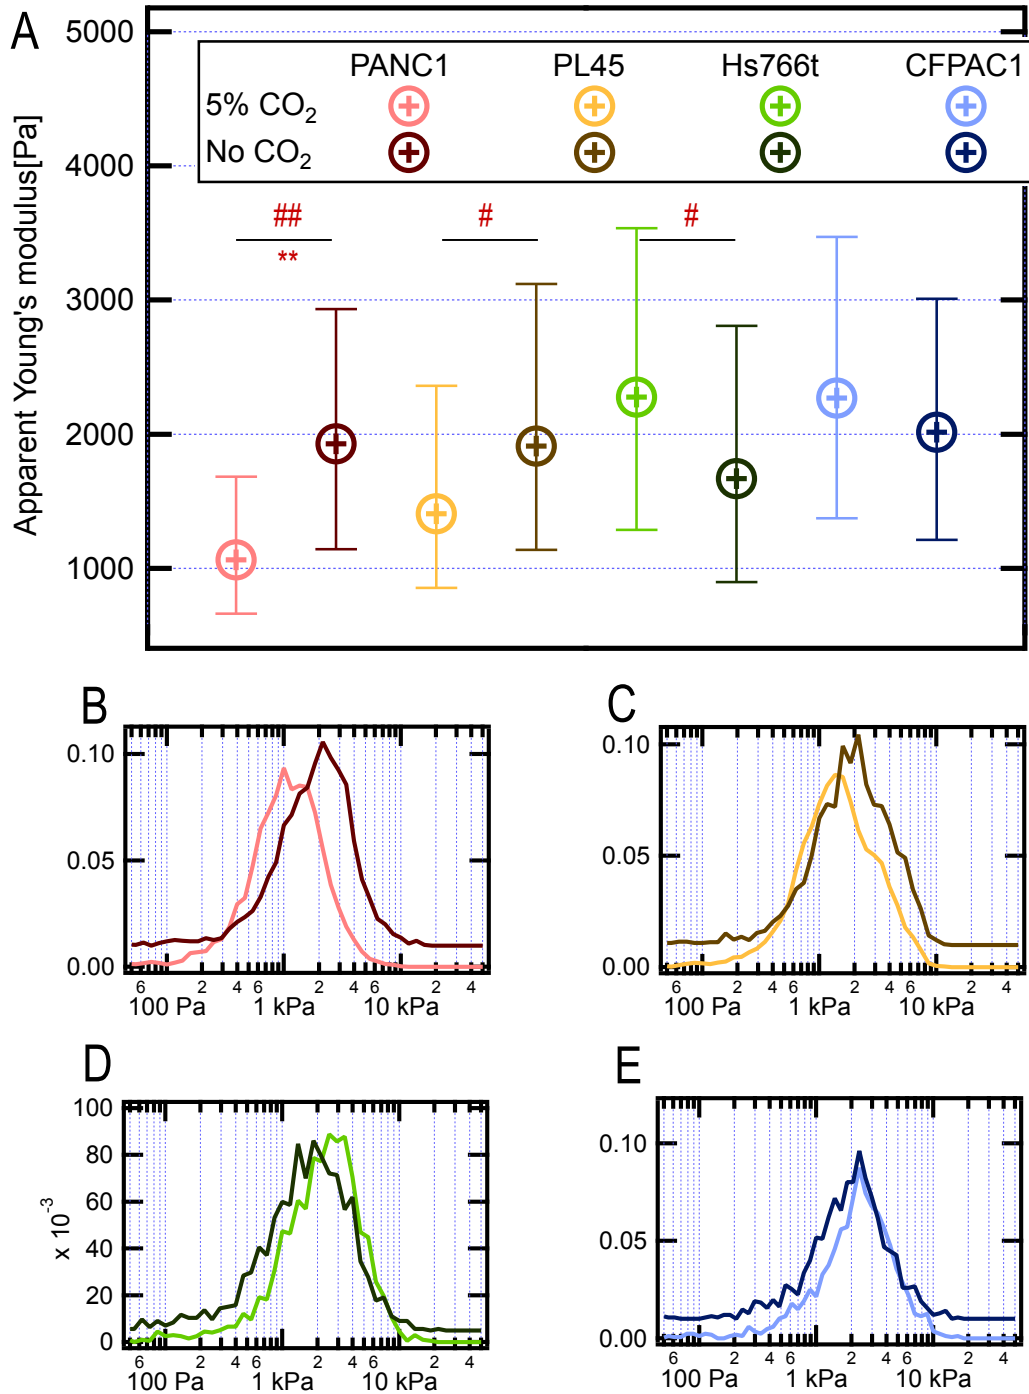 A
5000
4000
3000
2000
1000
Apparent Young's modulus[Pa]
PANC1 PL45 Hs766t CFPAC1
5% CO₂
No CO₂
## # #
**
B
0.10
0.05
0.00
6 2 4 6 2 4 6 2 4
100 Pa 1 kPa 10 kPa
C
0.10
0.05
0.00
6 2 4 6 2 4 6 2 4
100 Pa 1 kPa 10 kPa
D
100
80
60
40
20
0
x 10⁻³
6 2 4 6 2 4 6 2 4
100 Pa 1 kPa 10 kPa
E
0.10
0.05
0.00
6 2 4 6 2 4 6 2 4
100 Pa 1 kPa 10 kPa